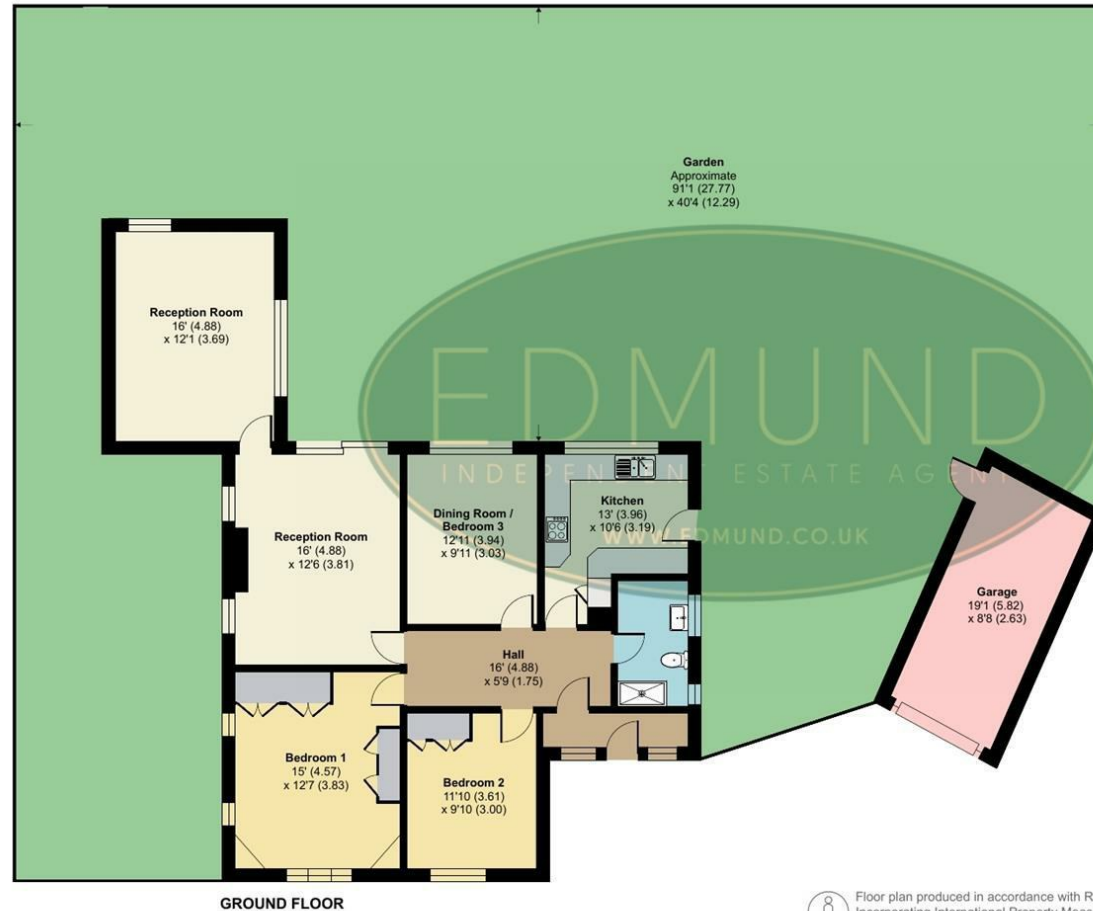 Garden
Approximate
91'1 (27.77)
x 40'4 (12.29)
Reception Room
16' (4.88)
x 12'1 (3.69)
EDMUND
INDEPENDENT ESTATE AGENT
WWW.EDMUND.CO.UK
Reception Room
16' (4.88)
x 12'6 (3.81)
Dining Room /
Bedroom 3
12'11 (3.94)
x 9'11 (3.03)
Kitchen
13' (3.96)
x 10'6 (3.19)
Garage
19'1 (5.82)
x 8'8 (2.63)
Hall
16' (4.88)
x 5'9 (1.75)
Bedroom 1
15' (4.57)
x 12'7 (3.83)
Bedroom 2
11'10 (3.61)
x 9'10 (3.00)
GROUND FLOOR
Floor plan produced in accordance with R